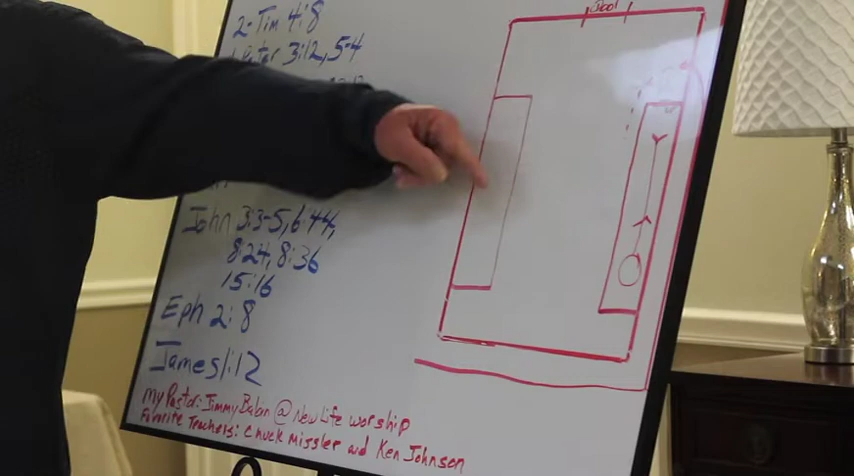 2-Tim 4:8
Peter 3:12, 5-4
John 3:3-5, 6:44,
8:24, 8:36
15:16
Eph 2:8
James 1:12
My Pastor: Jimmy Baban @ New Life worship
Favorite Teachers: Chuck Missler and Ken Johnson